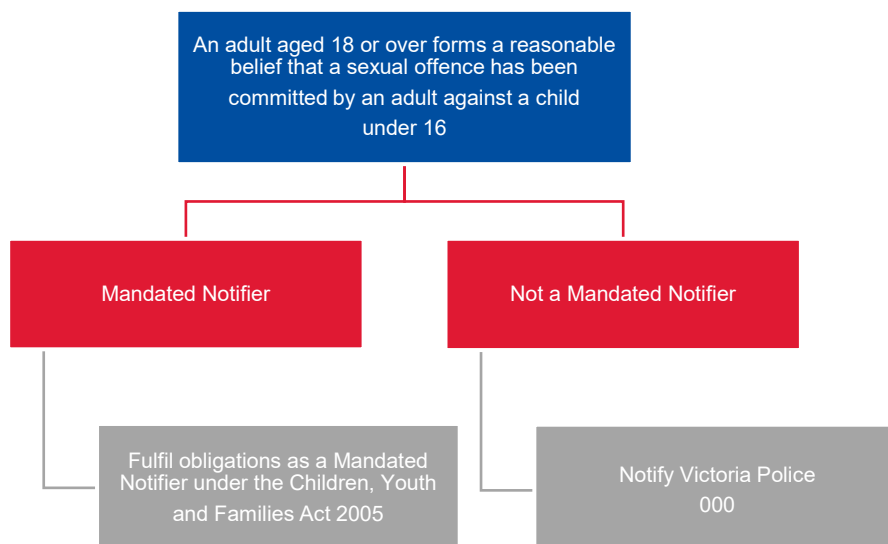 An adult aged 18 or over forms a reasonable
belief that a sexual offence has been
committed by an adult against a child
under 16
Mandated Notifier
Not a Mandated Notifier
Fulfil obligations as a Mandated
Notifier under the Children, Youth
and Families Act 2005
Notify Victoria Police
000